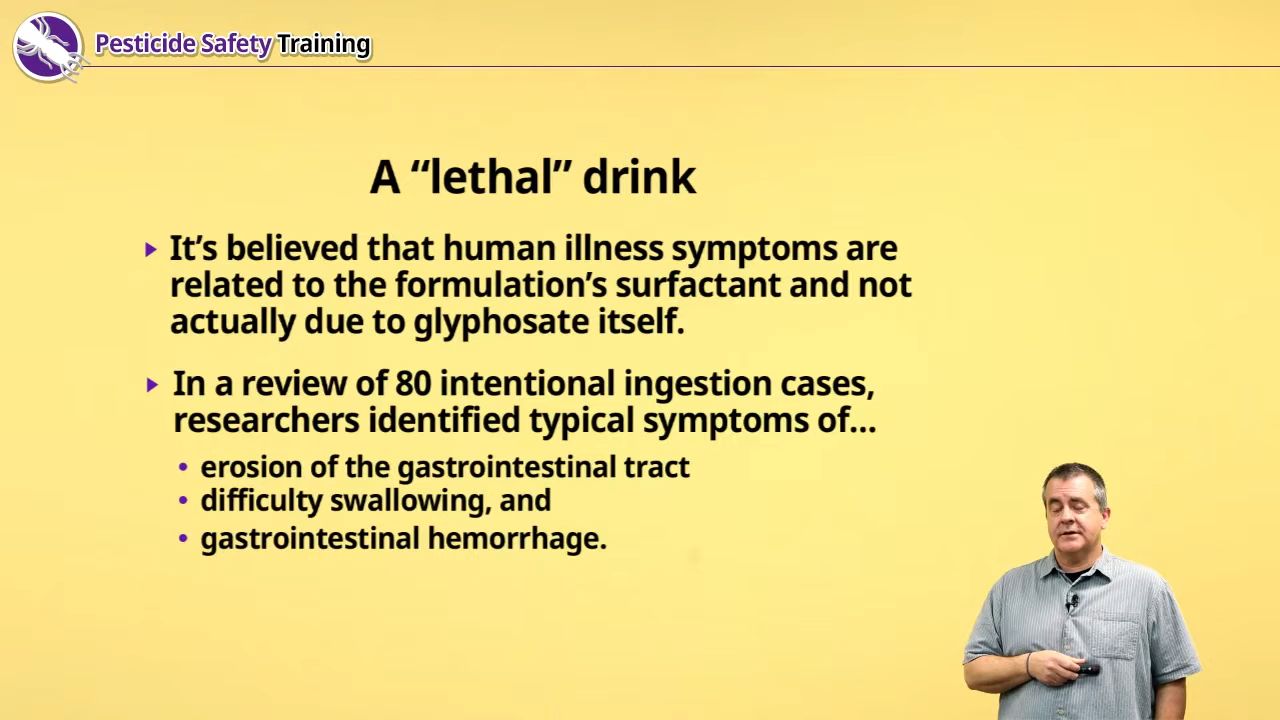 Pesticide Safety Training
A “lethal” drink
It’s believed that human illness symptoms are
related to the formulation’s surfactant and not
actually due to glyphosate itself.
In a review of 80 intentional ingestion cases,
researchers identified typical symptoms of...
erosion of the gastrointestinal tract
difficulty swallowing, and
gastrointestinal hemorrhage.